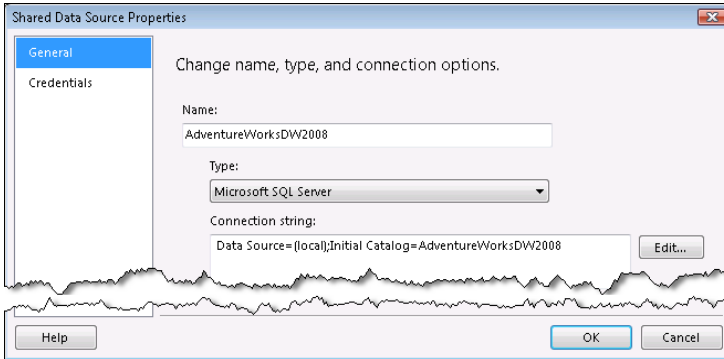 Shared Data Source Properties
General
Credentials
Change name, type, and connection options.
Name:
AdventureWorksDW2008
Type:
Microsoft SQL Server
Connection string:
Data Source=(local);Initial Catalog=AdventureWorksDW2008
Edit...
Help
OK
Cancel